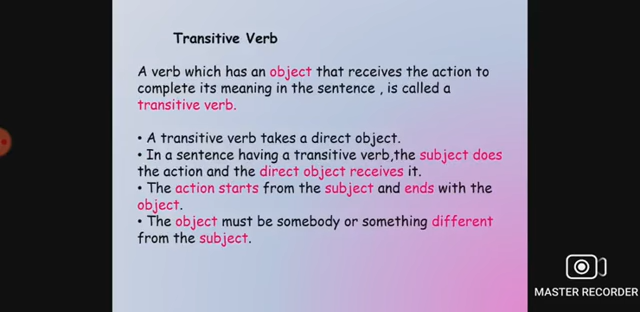 Transitive Verb
A verb which has an object that receives the action to
complete its meaning in the sentence , is called a
transitive verb.
• A transitive verb takes a direct object.
• In a sentence having a transitive verb,the subject does
the action and the direct object receives it.
• The action starts from the subject and ends with the
object.
• The object must be somebody or something different
from the subject.
MASTER RECORDER